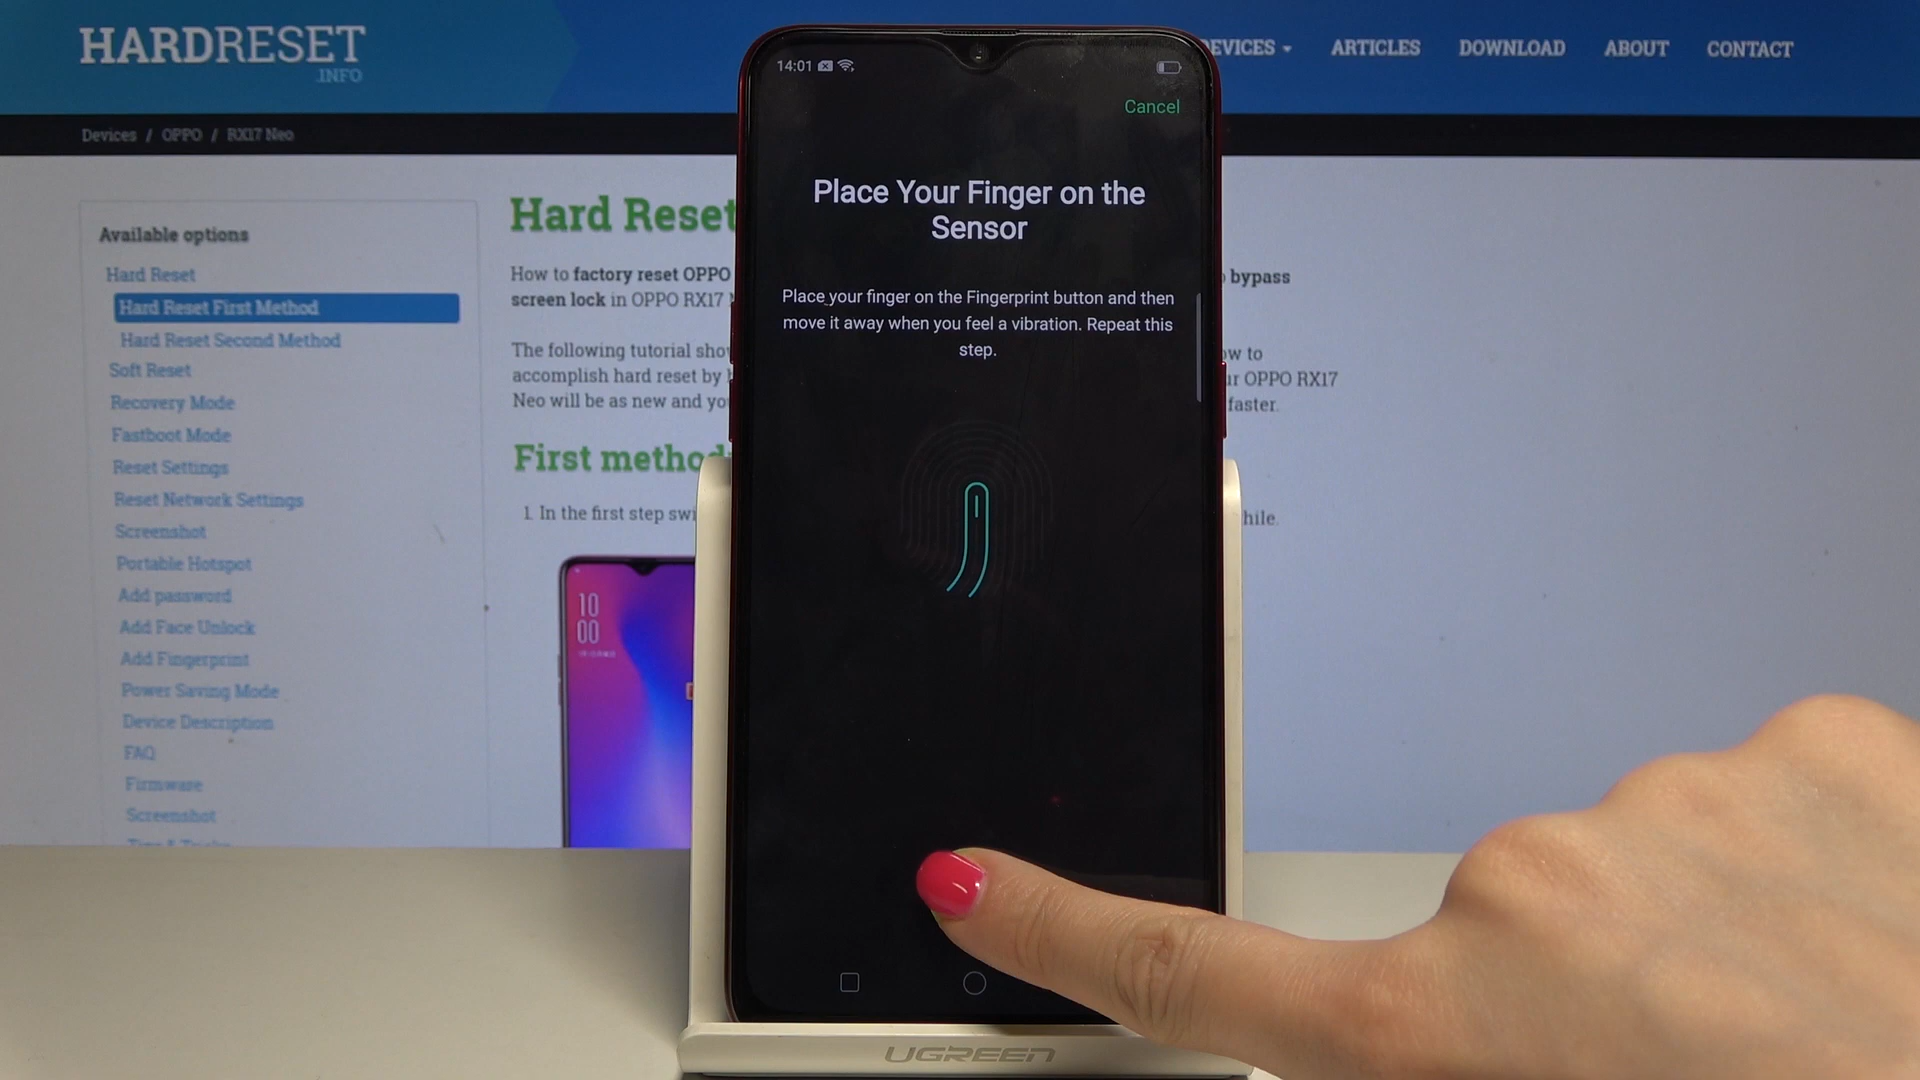 HARDRESET
.INFO
DEVICES
ARTICLES
DOWNLOAD
ABOUT
CONTACT
Devices / OPPO / RX17 Neo
Available options
Hard Reset
Hard Reset First Method
Hard Reset Second Method
Soft Reset
Recovery Mode
Fastboot Mode
Reset Settings
Reset Network Settings
Screenshot
Portable Hotspot
Add password
Add Face Unlock
Add Fingerprint
Power Saving Mode
Device Description
FAQ
Firmware
Screenshot
Tips & Tricks
Hard Reset
How to factory reset OPPO
screen lock in OPPO RX17
The following tutorial
accomplish hard reset by
Neo will be as new and
First method
1. In the first step
10
00
bypass
to
OPPO RX17
faster.
14:01
Cancel
Place Your Finger on the
Sensor
Place your finger on the Fingerprint button and then
move it away when you feel a vibration. Repeat this
step.
UGREEN